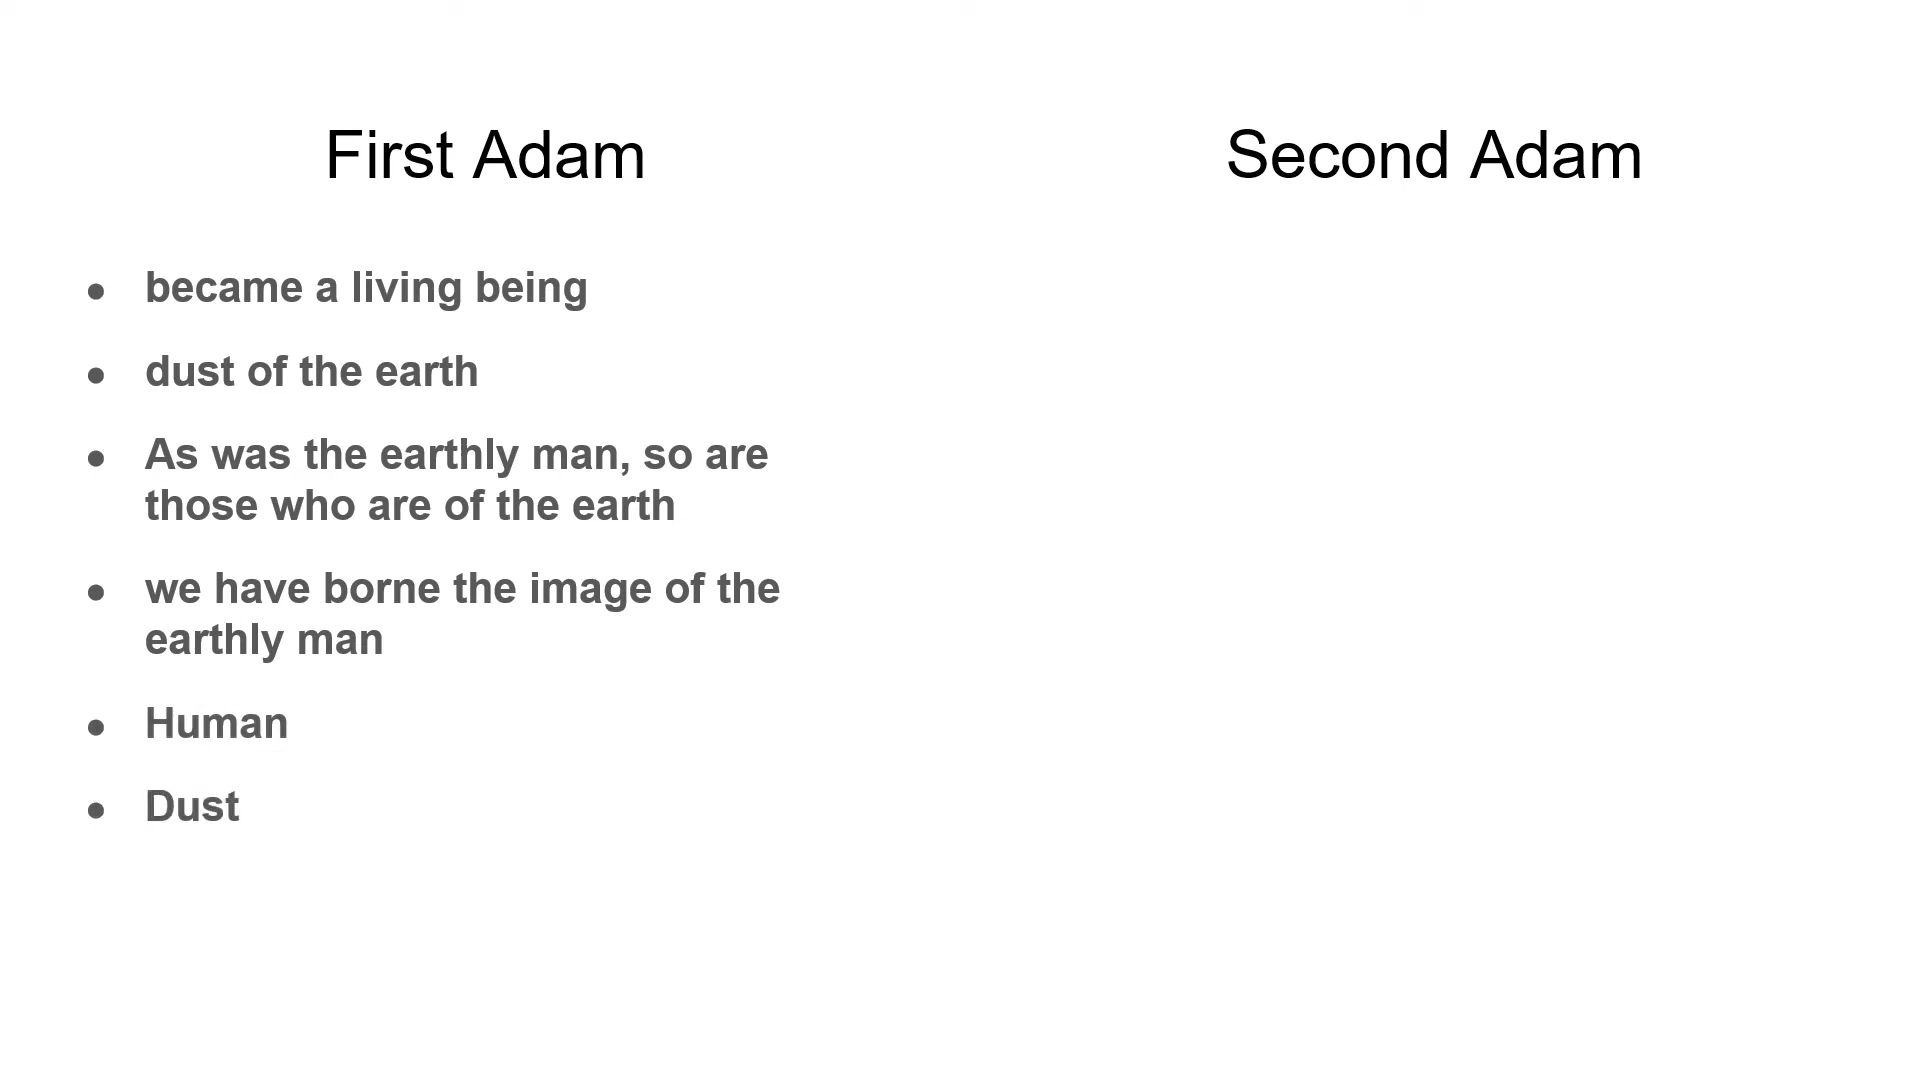 First Adam
Second Adam
● became a living being
● dust of the earth
● As was the earthly man, so are
those who are of the earth
● we have borne the image of the
earthly man
● Human
● Dust